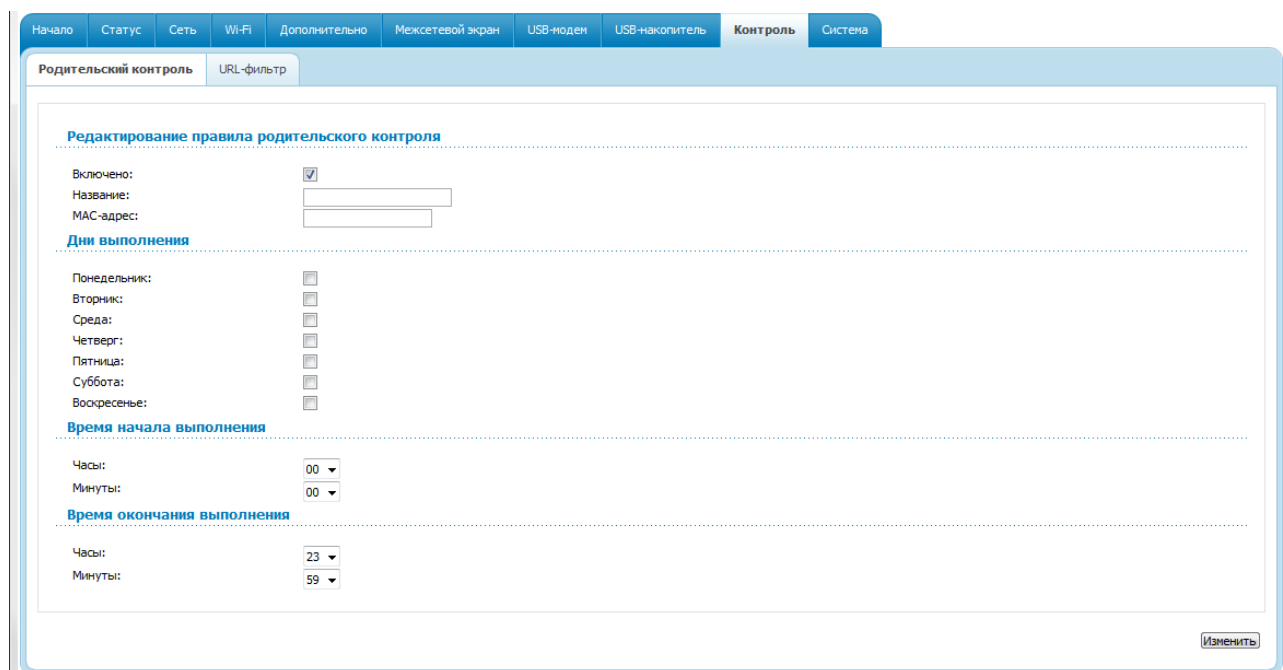 Начало Статус Сеть Wi-Fi Дополнительно Межсетевой экран USB-модем USB-накопитель Контроль Система
Родительский контроль URL-фильтр
Редактирование правила родительского контроля
Включено:
Название:
MAC-адрес:
Дни выполнения
Понедельник:
Вторник:
Среда:
Четверг:
Пятница:
Суббота:
Воскресенье:
Время начала выполнения
Часы: 00
Минуты: 00
Время окончания выполнения
Часы: 23
Минуты: 59
Изменить